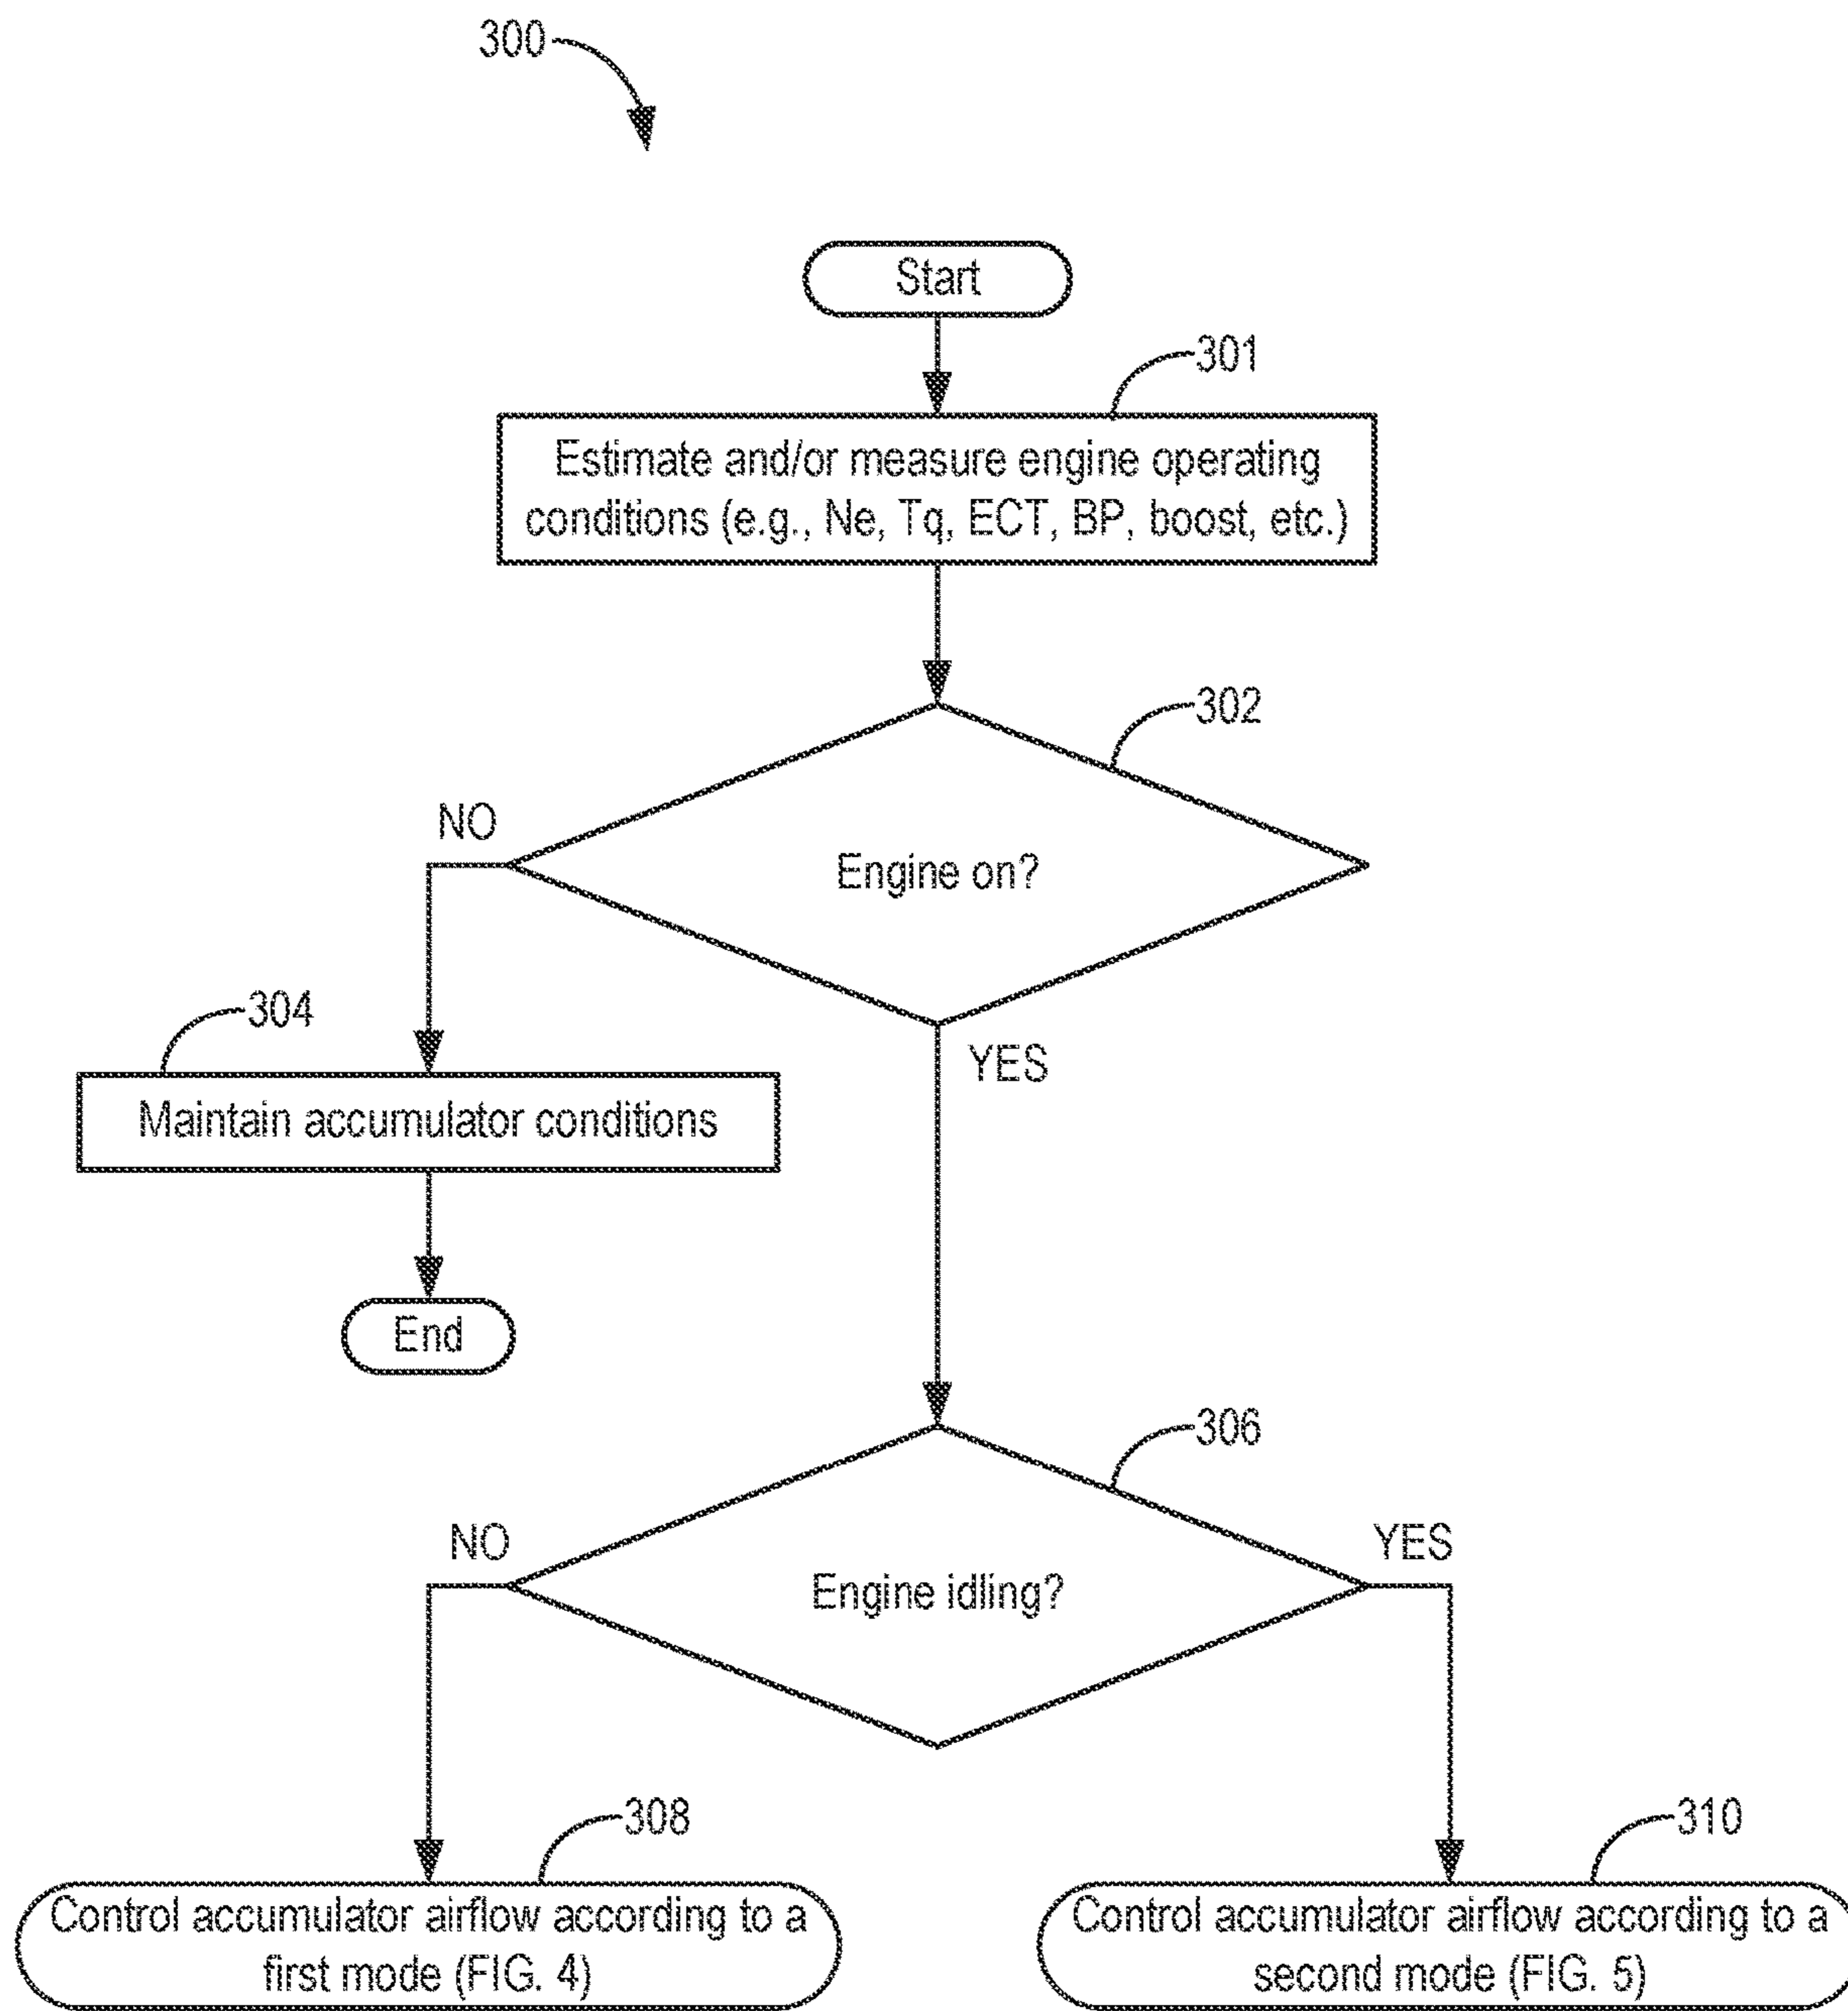 300
Start
301
Estimate and/or measure engine operating
conditions (e.g., Ne, Tq, ECT, BP, boost, etc.)
302
NO
Engine on?
YES
304
Maintain accumulator conditions
End
306
NO
YES
Engine idling?
308
310
Control accumulator airflow according to a
first mode (FIG. 4)
Control accumulator airflow according to a
second mode (FIG. 5)